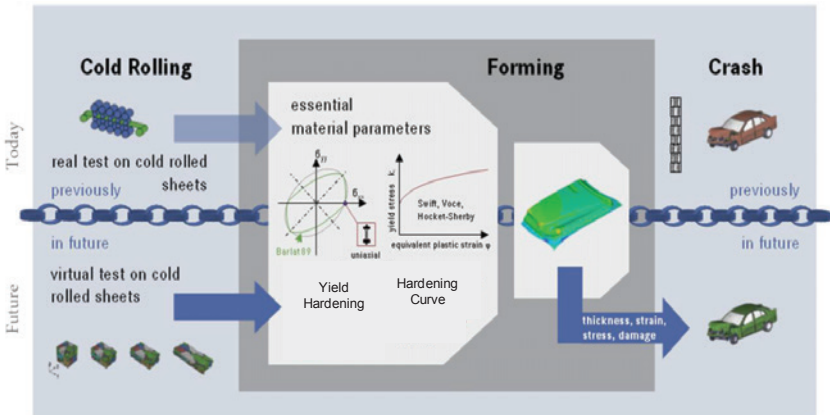 Cold Rolling
Forming
Crash
Today
essential
material parameters
real test on cold rolled
sheets
previously
yield stress k
Swift, Voce,
Hocket-Sherby
equivalent plastic strain φ
Barlat 89
uniaxial
previously
in future
in future
Future
virtual test on cold
rolled sheets
Yield
Hardening
Hardening
Curve
thickness, strain,
stress, damage